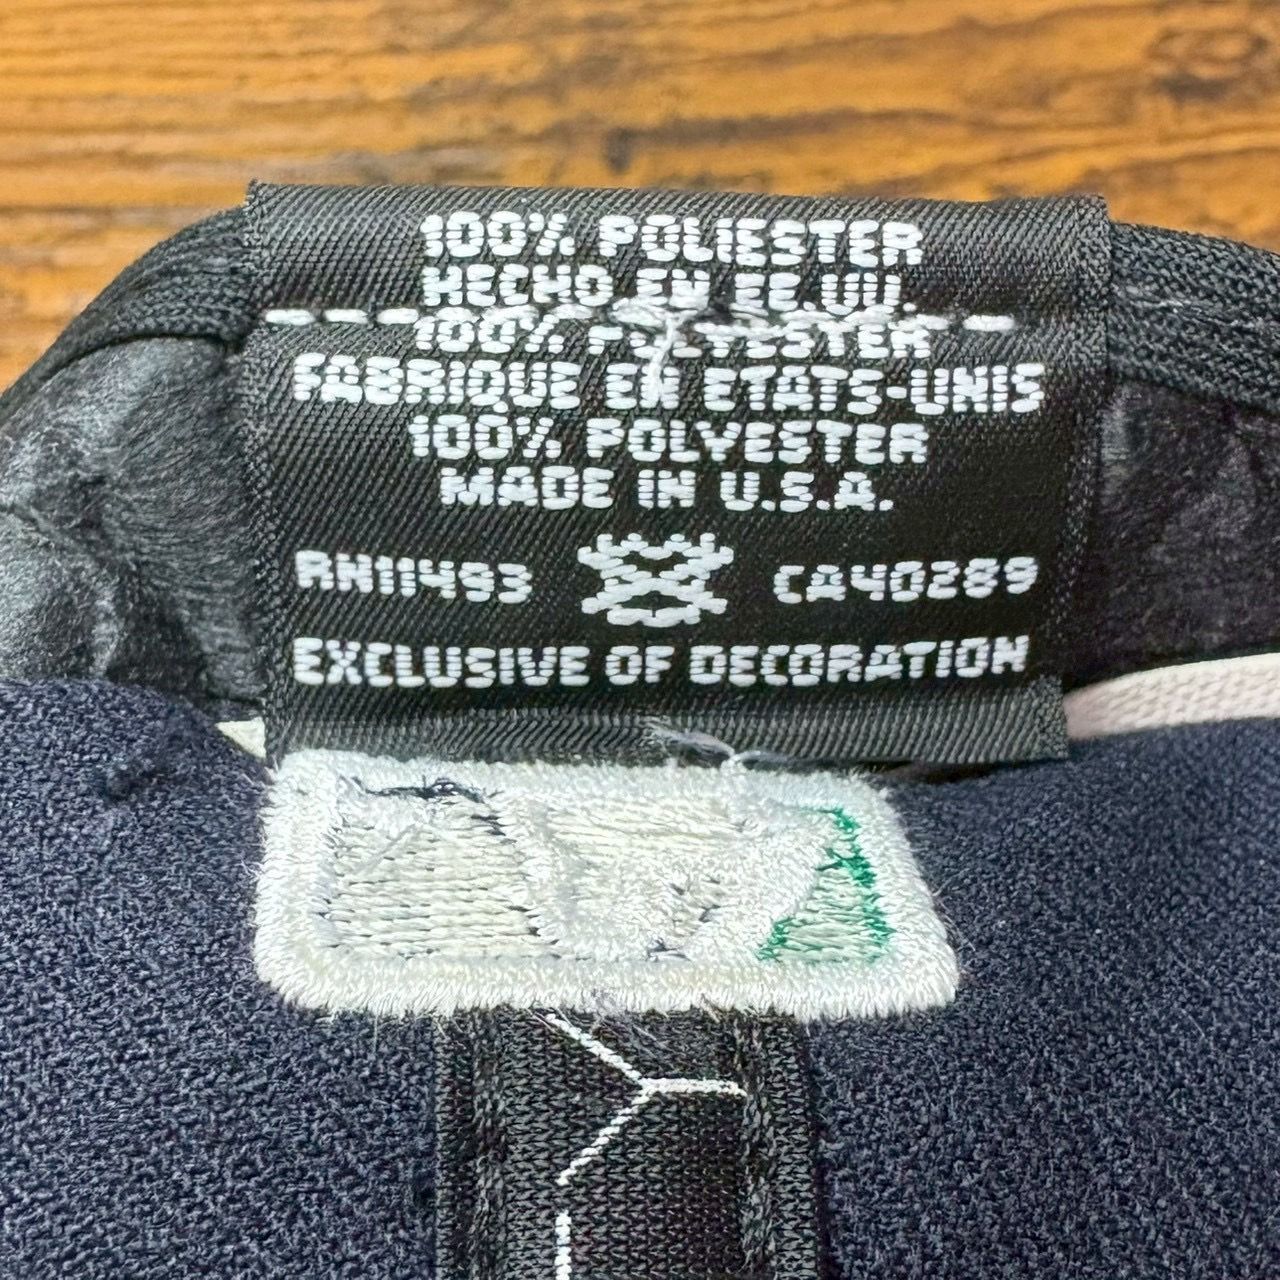 100% POLIESTER
HECHO EN EE.UU.
100% POLYESTER
FABRIQUE EN ETATS-UNIS
100% POLYESTER
MADE IN U.S.A.
RN11493 CA40289
EXCLUSIVE OF DECORATION